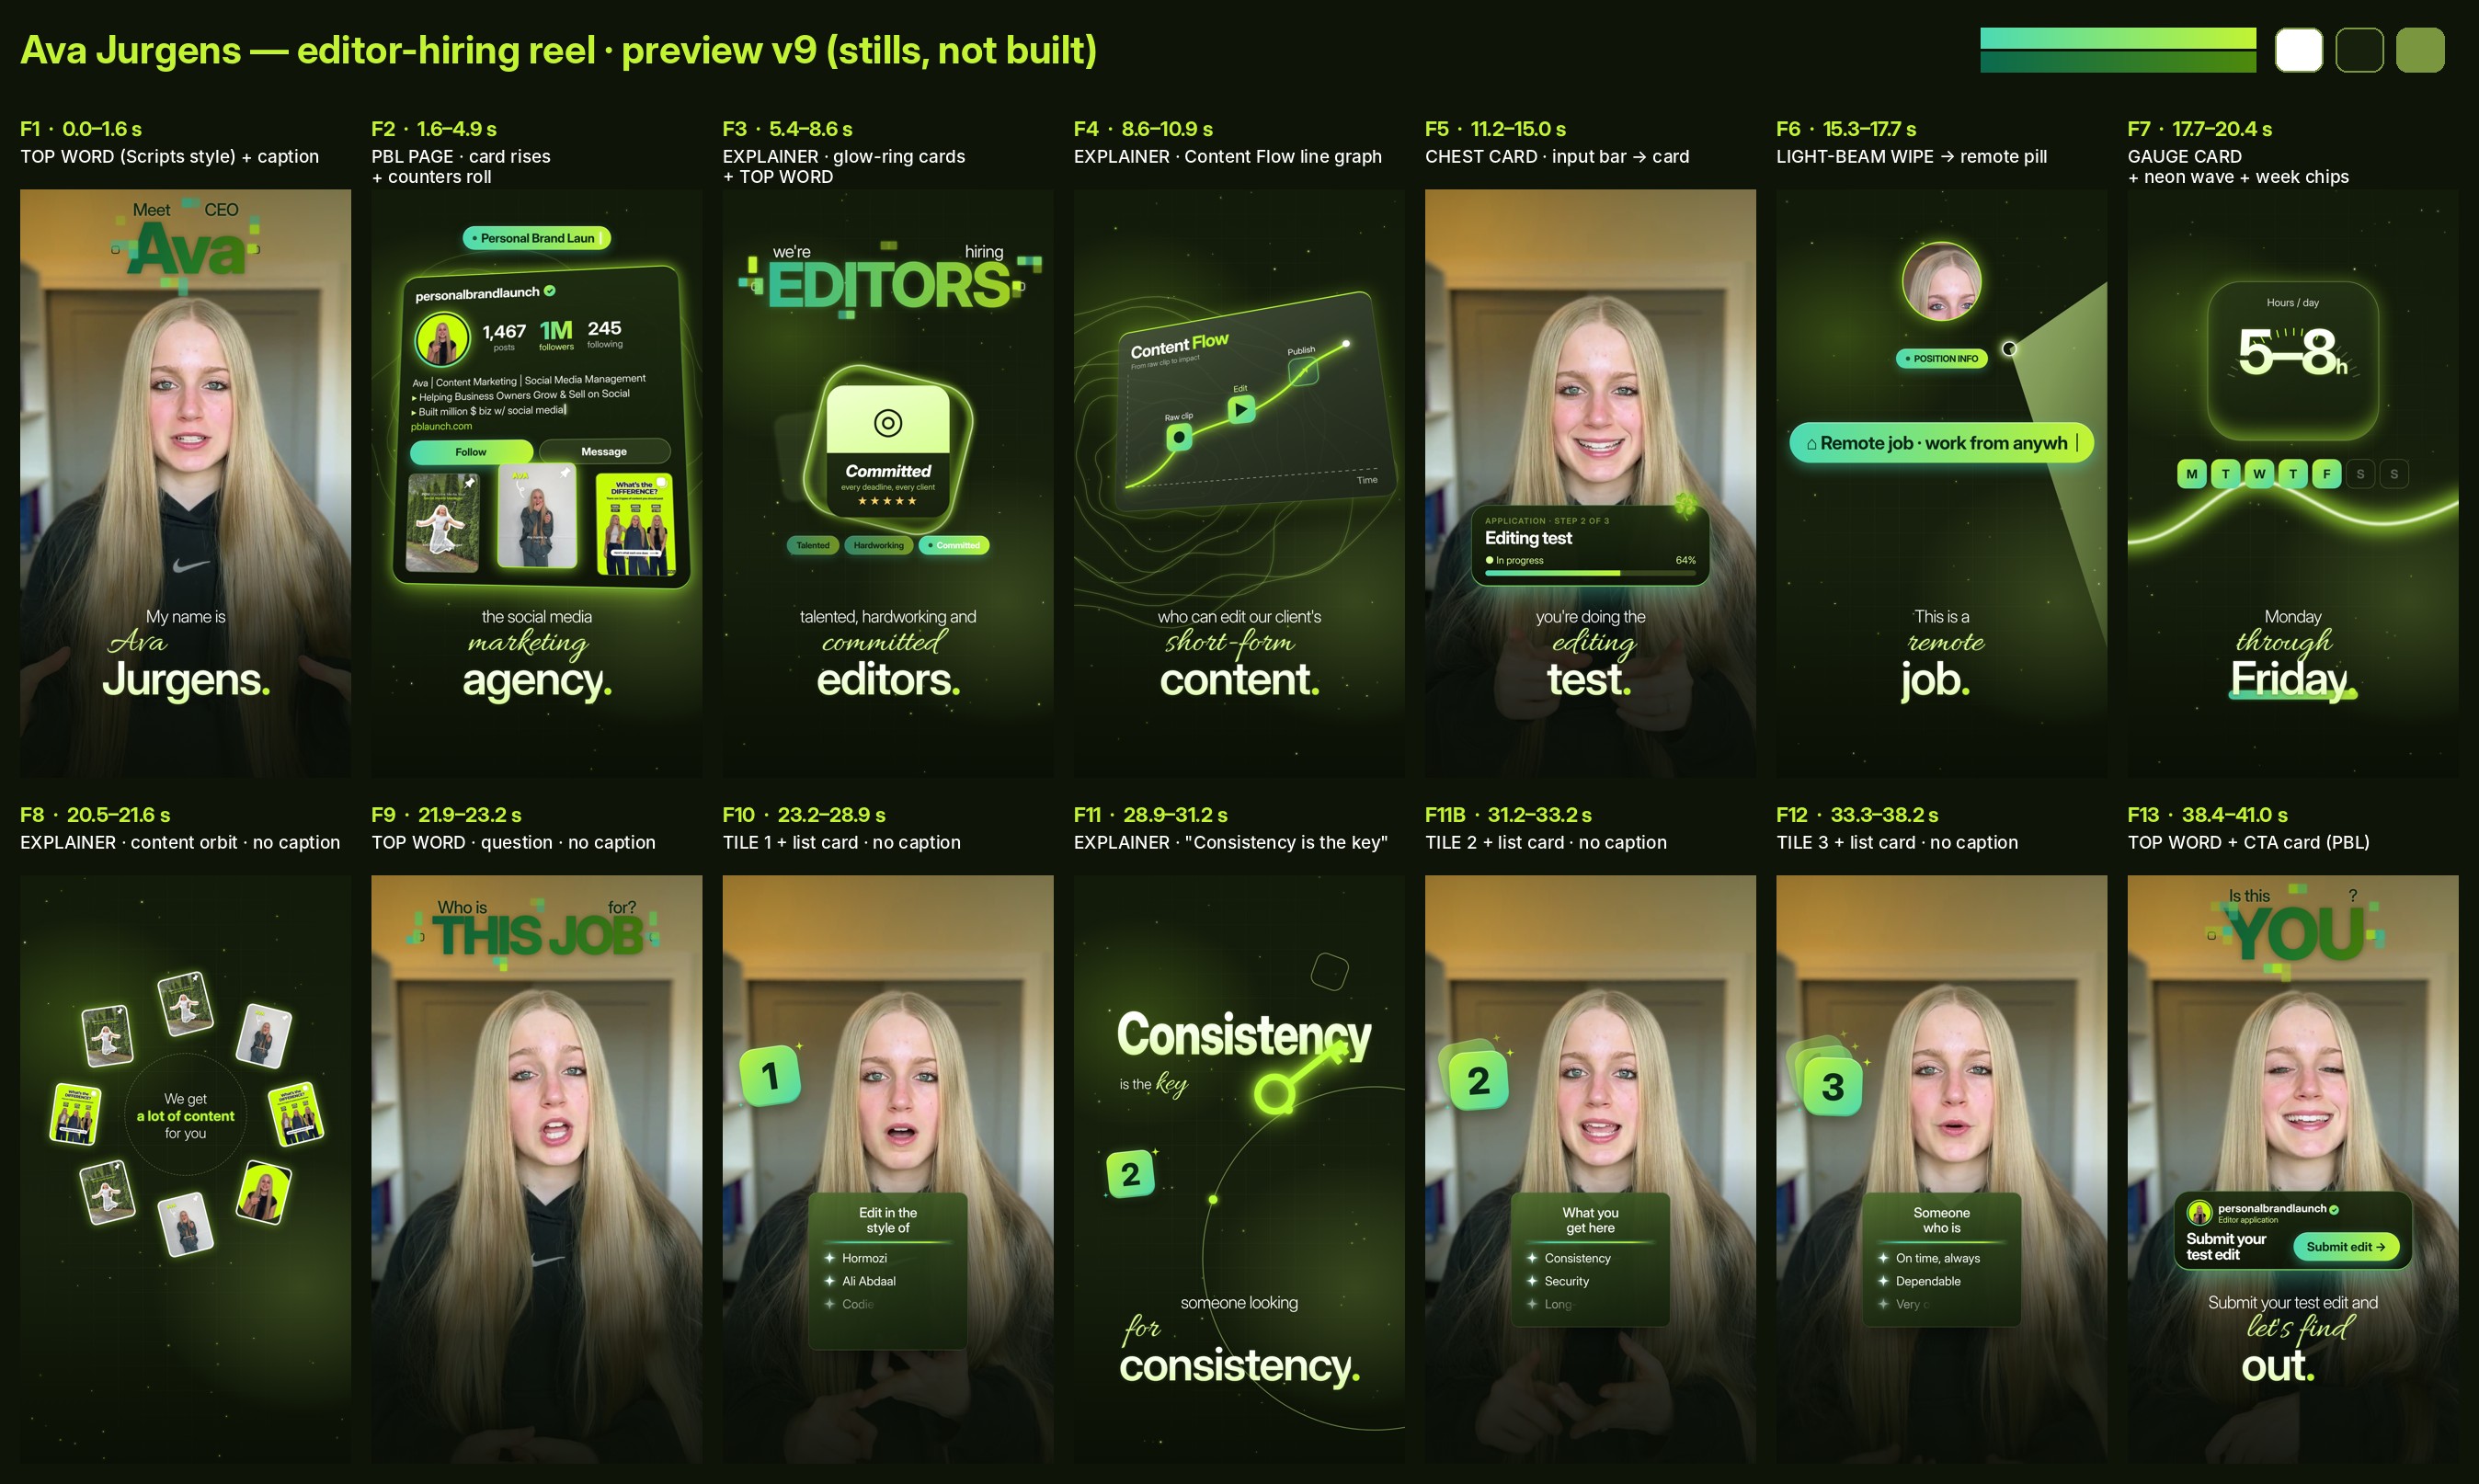 Ava Jurgens — editor-hiring reel · preview v9 (stills, not built)
F1 · 0.0–1.6 s
TOP WORD (Scripts style) + caption
Meet CEO
Ava
My name is
Ava
Jurgens.
F2 · 1.6–4.9 s
PBL PAGE · card rises
+ counters roll
Personal Brand Laun
personalbrandlaunch
1,467 1M 245
posts followers following
Ava | Content Marketing | Social Media Management
▸ Helping Business Owners Grow & Sell on Social
▸ Built million $ biz w/ social media
pblaunch.com
Follow Message
What's the
DIFFERENCE?
the social media
marketing
agency.
F3 · 5.4–8.6 s
EXPLAINER · glow-ring cards
+ TOP WORD
we're hiring
EDITORS
Committed
every deadline, every client
★★★★★
Talented Hardworking • Committed
talented, hardworking and
committed
editors.
F4 · 8.6–10.9 s
EXPLAINER · Content Flow line graph
Content Flow
From raw clip to impact
Publish
Edit
Raw clip
Time
who can edit our client's
short-form
content.
F5 · 11.2–15.0 s
CHEST CARD · input bar → card
APPLICATION · STEP 2 OF 3
Editing test
In progress 64%
you're doing the
editing
test.
F6 · 15.3–17.7 s
LIGHT-BEAM WIPE → remote pill
• POSITION INFO
⌂ Remote job · work from anywh
This is a
remote
job.
F7 · 17.7–20.4 s
GAUGE CARD
+ neon wave + week chips
Hours / day
5–8h
M T W T F S S
Monday
through
Friday.
F8 · 20.5–21.6 s
EXPLAINER · content orbit · no caption
We get
a lot of content
for you
F9 · 21.9–23.2 s
TOP WORD · question · no caption
Who is for?
THIS JOB
F10 · 23.2–28.9 s
TILE 1 + list card · no caption
1
Edit in the
style of
Hormozi
Ali Abdaal
Codie
F11 · 28.9–31.2 s
EXPLAINER · "Consistency is the key"
Consistency
is the key
2
someone looking
for
consistency.
F11B · 31.2–33.2 s
TILE 2 + list card · no caption
2
What you
get here
Consistency
Security
Long-
F12 · 33.3–38.2 s
TILE 3 + list card · no caption
3
Someone
who is
On time, always
Dependable
Very
F13 · 38.4–41.0 s
TOP WORD + CTA card (PBL)
Is this ?
YOU
personalbrandlaunch
Editor application
Submit your
test edit
Submit edit →
Submit your test edit and
let's find
out.